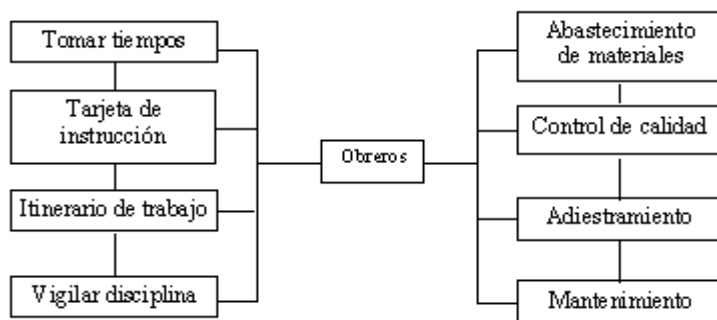 Tomar tiempos
Tarjeta de
instrucción
Itinerario de trabajo
Vigilar disciplina
Obreros
Abastecimiento
de materiales
Control de calidad
Adiestramiento
Mantenimiento